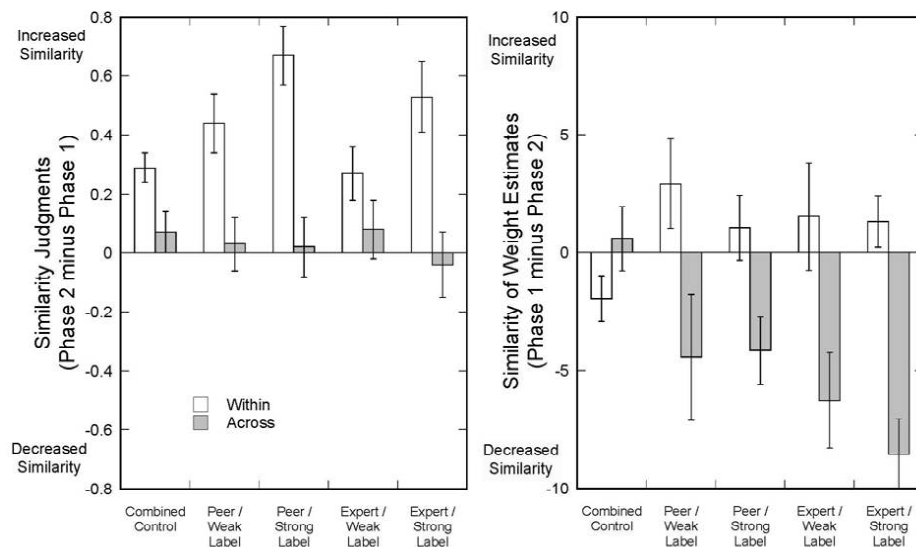 Increased
Similarity
Similarity Judgments
(Phase 2 minus Phase 1)
Decreased
Similarity
0.8
0.6
0.4
0.2
0
-0.2
-0.4
-0.6
-0.8
Within
Across
Combined
Control
Peer /
Weak
Label
Peer /
Strong
Label
Expert /
Weak
Label
Expert /
Strong
Label
Increased
Similarity
Similarity of Weight Estimates
(Phase 1 minus Phase 2)
Decreased
Similarity
10
5
0
-5
-10
Combined
Control
Peer /
Weak
Label
Peer /
Strong
Label
Expert /
Weak
Label
Expert /
Strong
Label